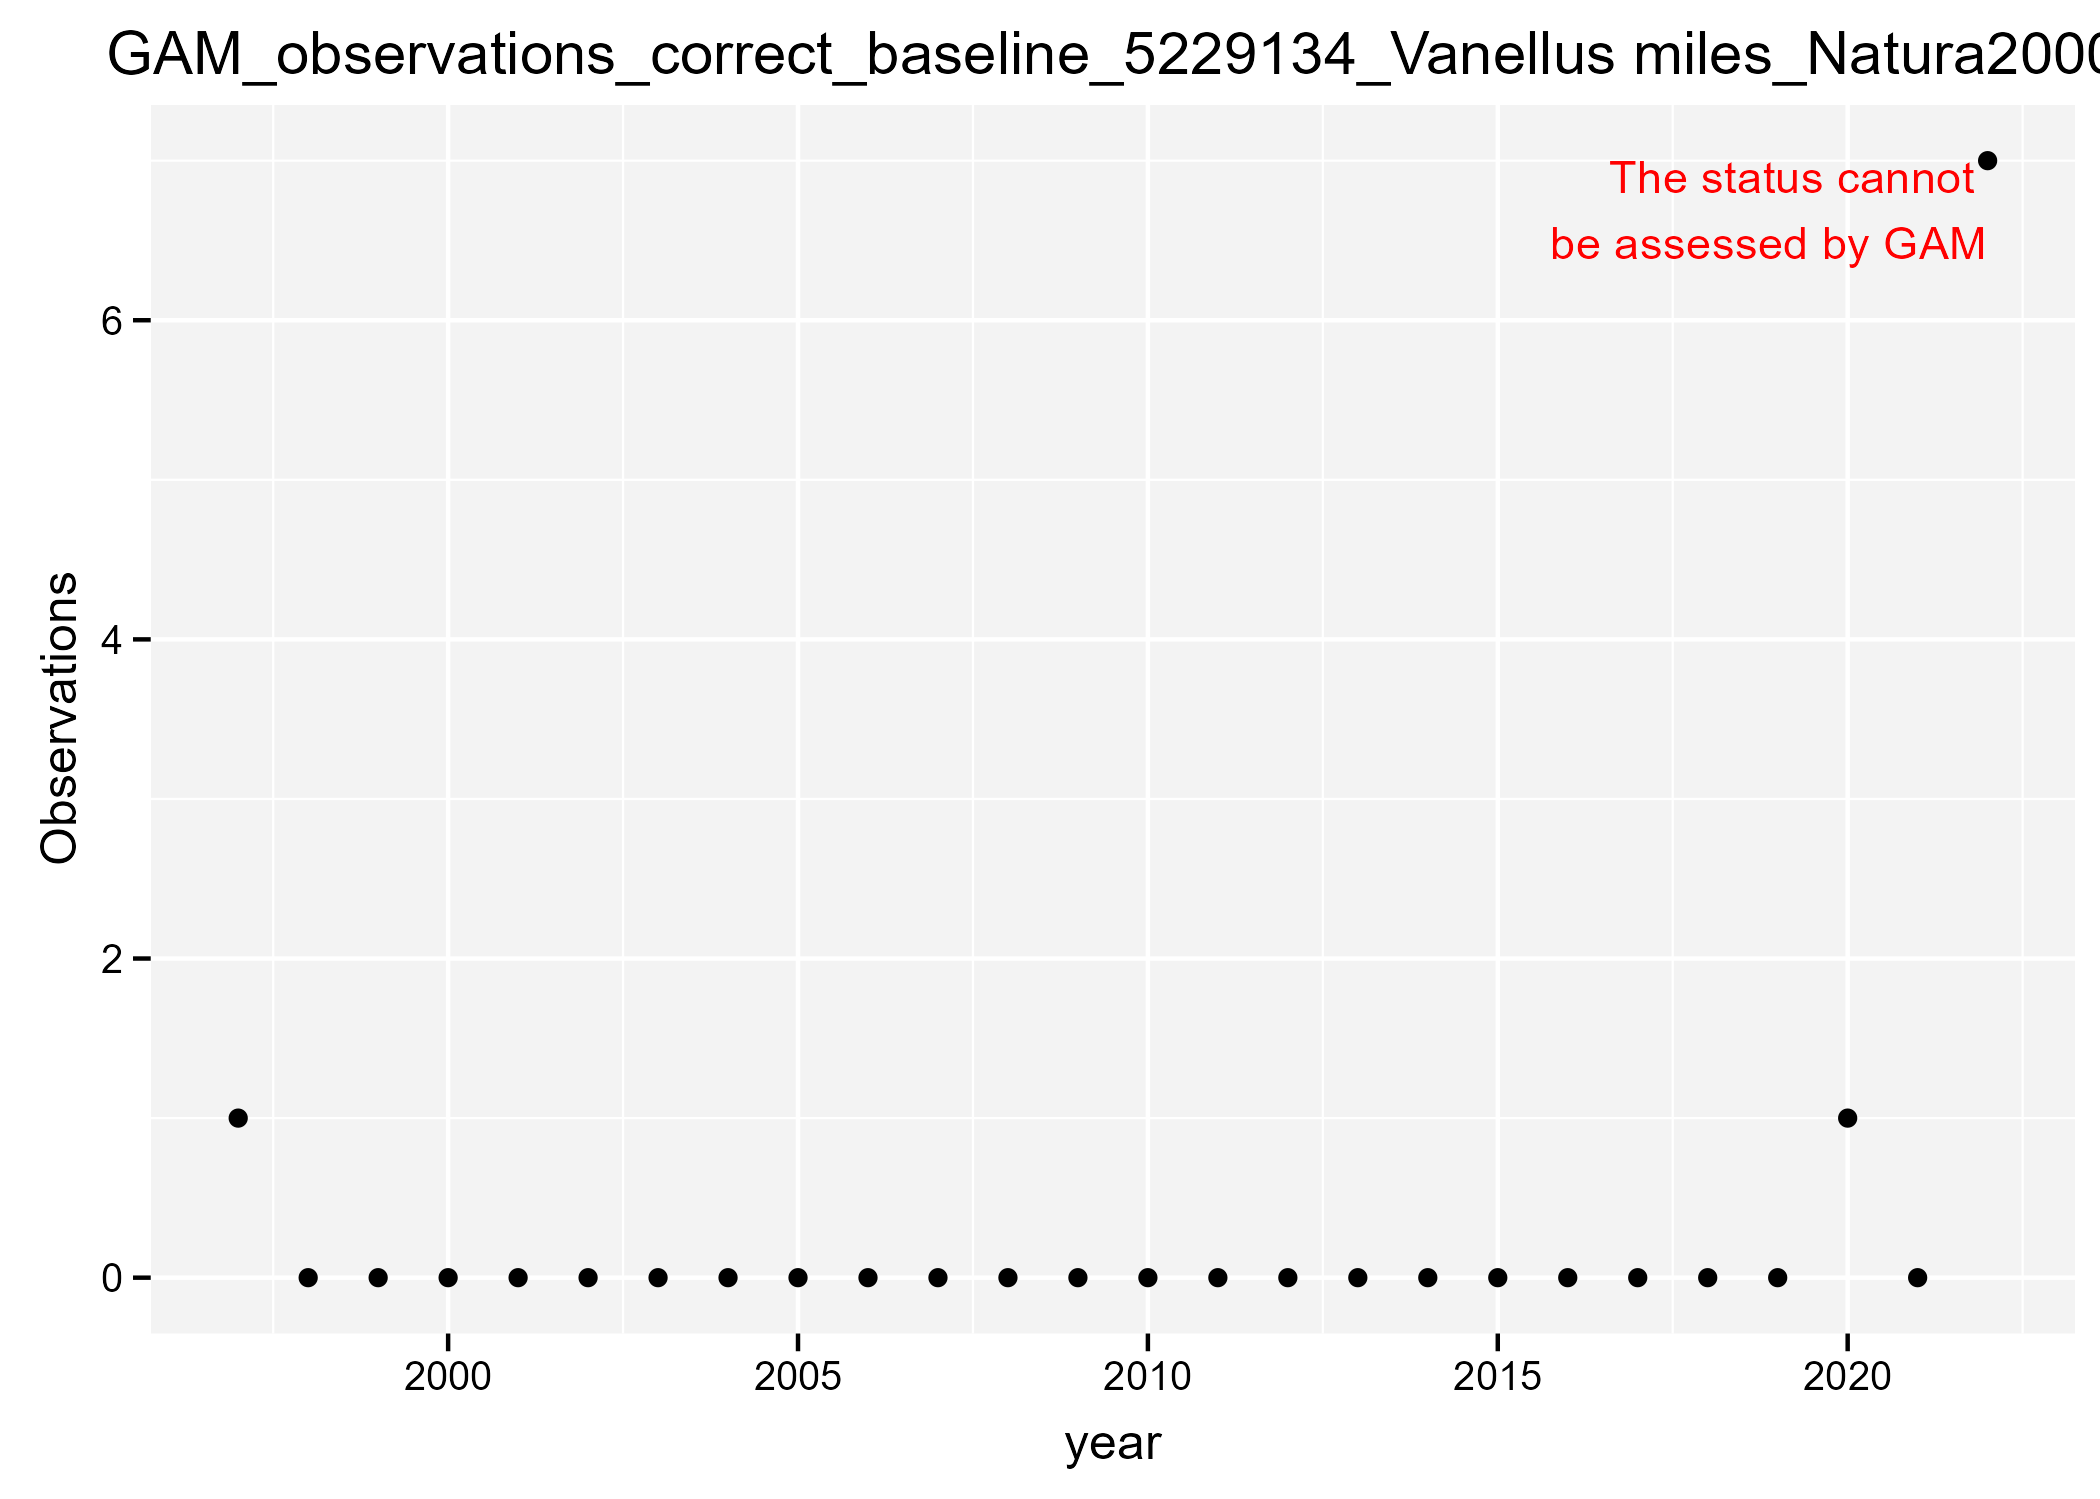 GAM_observations_correct_baseline_5229134_Vanellus miles_Natura2000
The status cannot
be assessed by GAM
Observations
6
4
2
0
2000
2005
2010
2015
2020
year